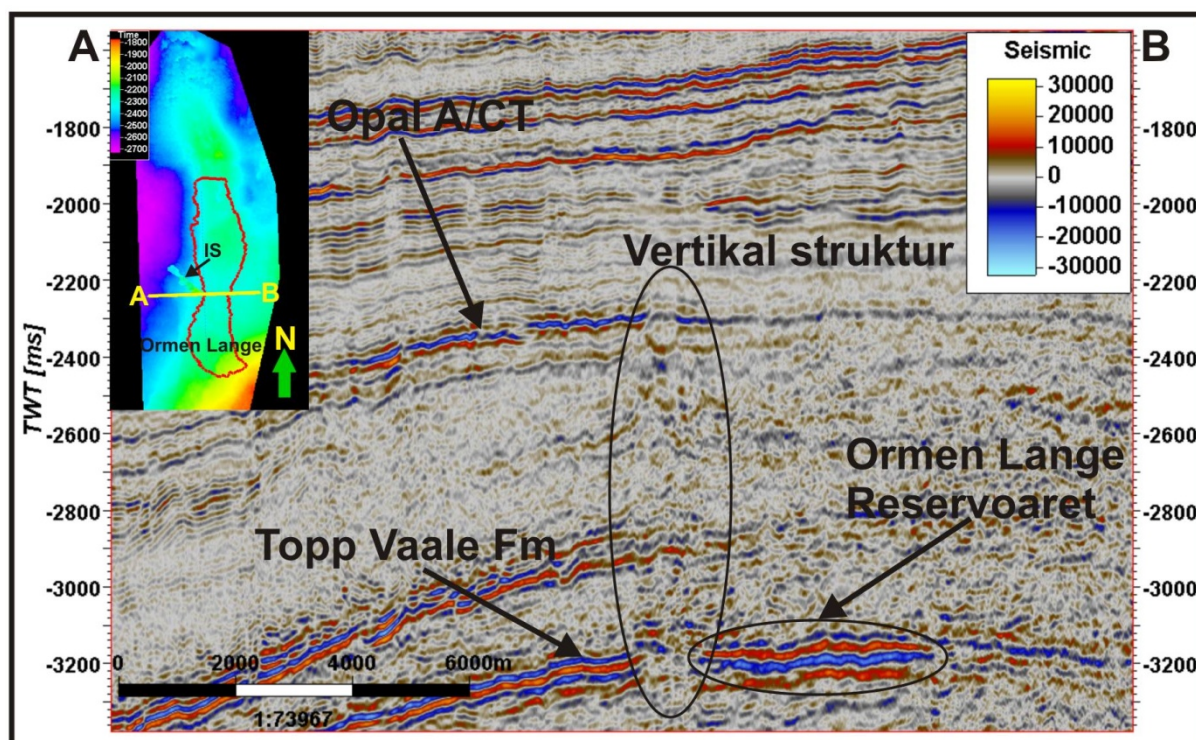 A
B
Time
-1800
-1900
-2000
-2100
-2200
-2300
-2400
-2500
-2600
-2700
IS
A
B
Ormen Lange
N
Opal A/CT
Vertikal struktur
Ormen Lange
Reservoaret
Topp Vaale Fm
Seismic
30000
20000
10000
0
-10000
-20000
-30000
TWT [ms]
-1800
-2000
-2200
-2400
-2600
-2800
-3000
-3200
-1800
-2000
-2200
-2400
-2600
-2800
-3000
-3200
0
2000
4000
6000m
1:73967